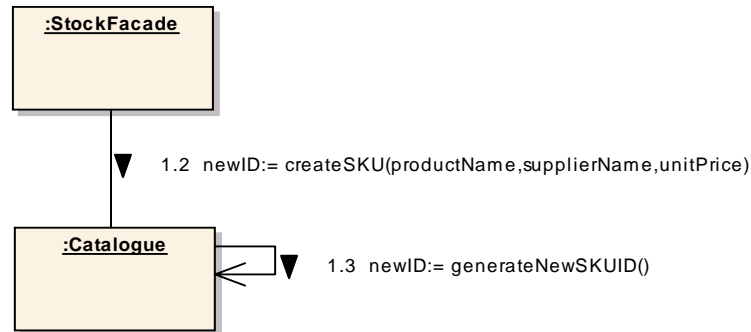 :StockFacade
1.2 newID:= createSKU(productName,supplierName,unitPrice)
:Catalogue
1.3 newID:= generateNewSKUID()